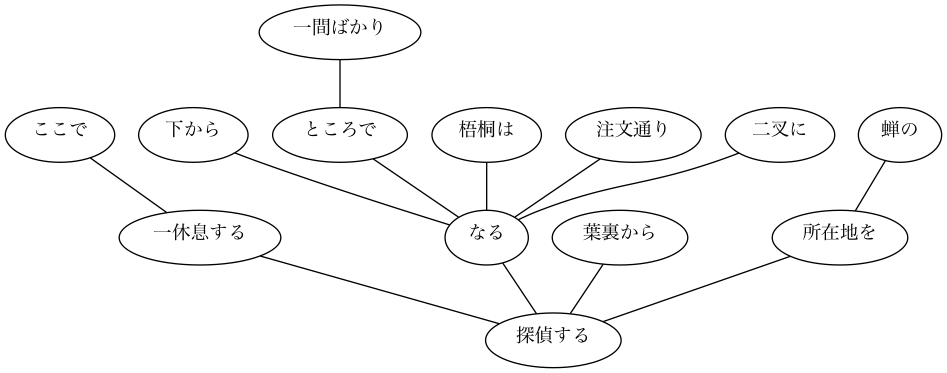 一間ばかり
ここで 下から ところで 梧桐は 注文通り 二叉に 蝉の
一休息する なる 葉裏から 所在地を
探偵する